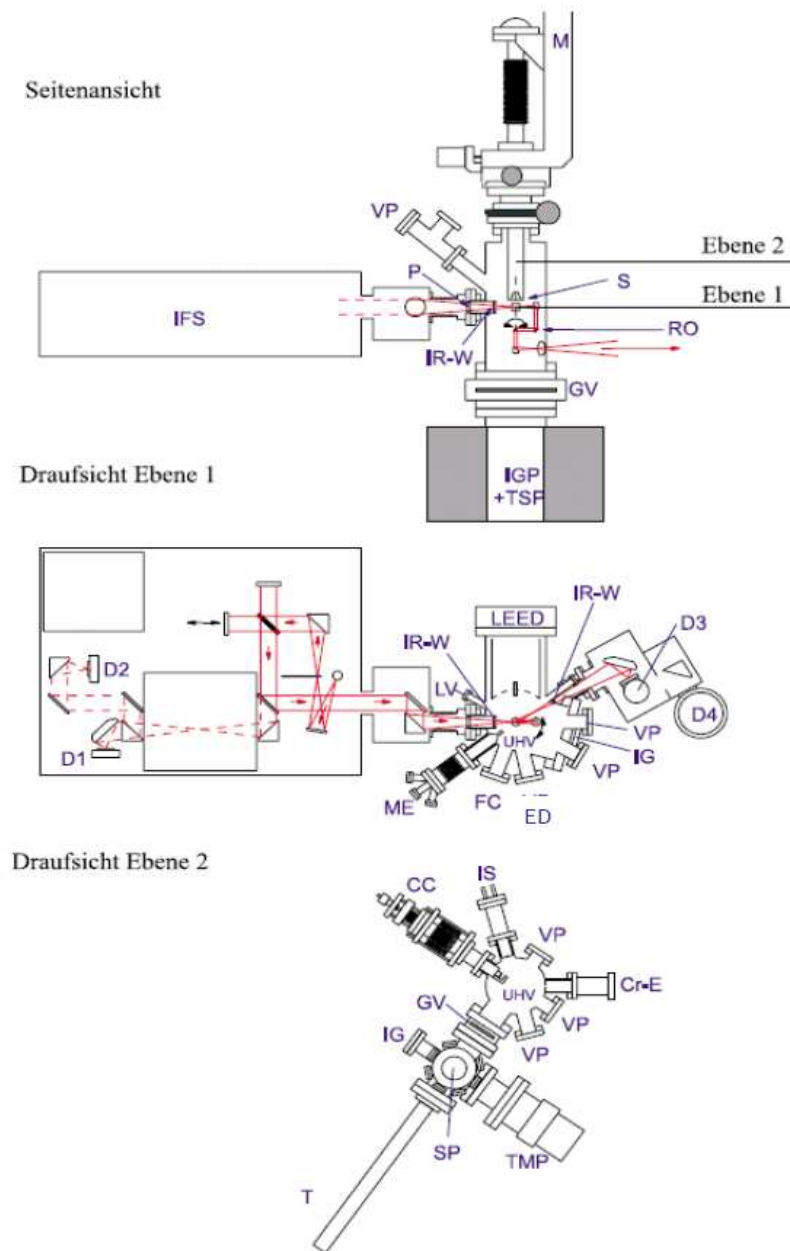 M
Seitenansicht
VP
Ebene 2
P
S
Ebene 1
IFS
RO
IR-W
GV
Draufsicht Ebene 1
IGP
+TSP
IR-W
LEED
D3
IR-W
D2
LV
D4
VP
UHV
IG
D1
VP
ME
FC
ED
Draufsicht Ebene 2
IS
CC
VP
Cr-E
UHV
GV
VP
IG
VP
SP
TMP
T